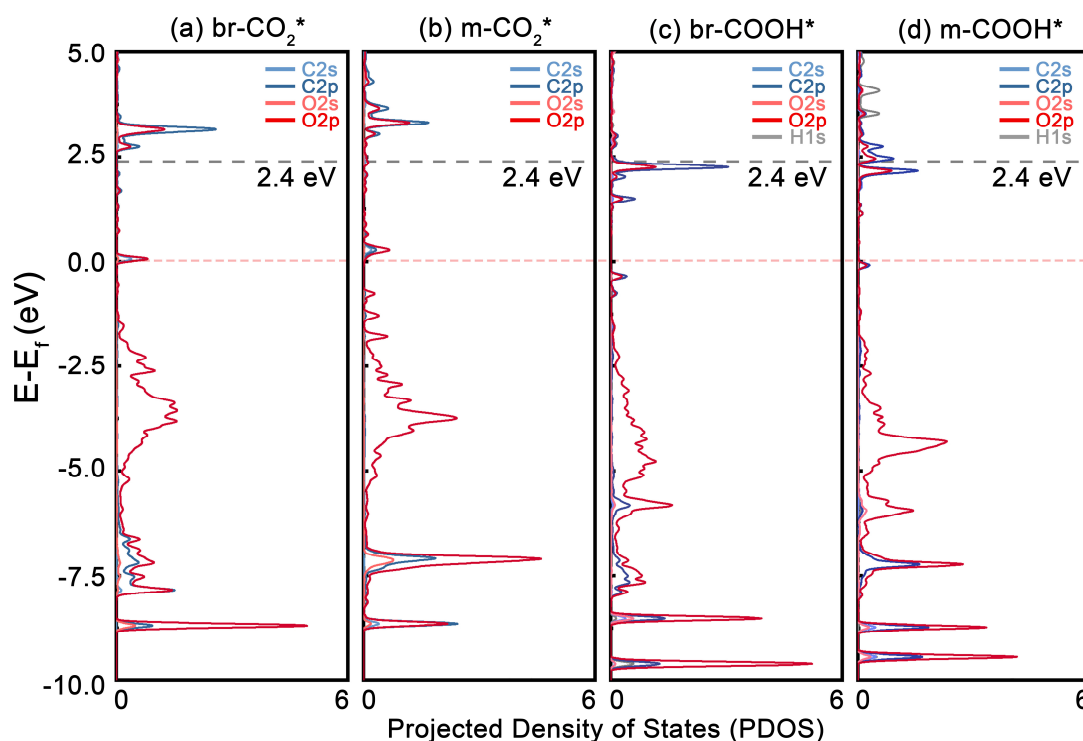 (a) br-CO₂* (b) m-CO₂* (c) br-COOH* (d) m-COOH*
5.0
2.5
0.0
-2.5
-5.0
-7.5
-10.0
E-E_f (eV)
C2s
C2p
O2s
O2p
2.4 eV
C2s
C2p
O2s
O2p
2.4 eV
C2s
C2p
O2s
O2p
H1s
2.4 eV
C2s
C2p
O2s
O2p
H1s
2.4 eV
0 6 0 6 0 6 0 6
Projected Density of States (PDOS)